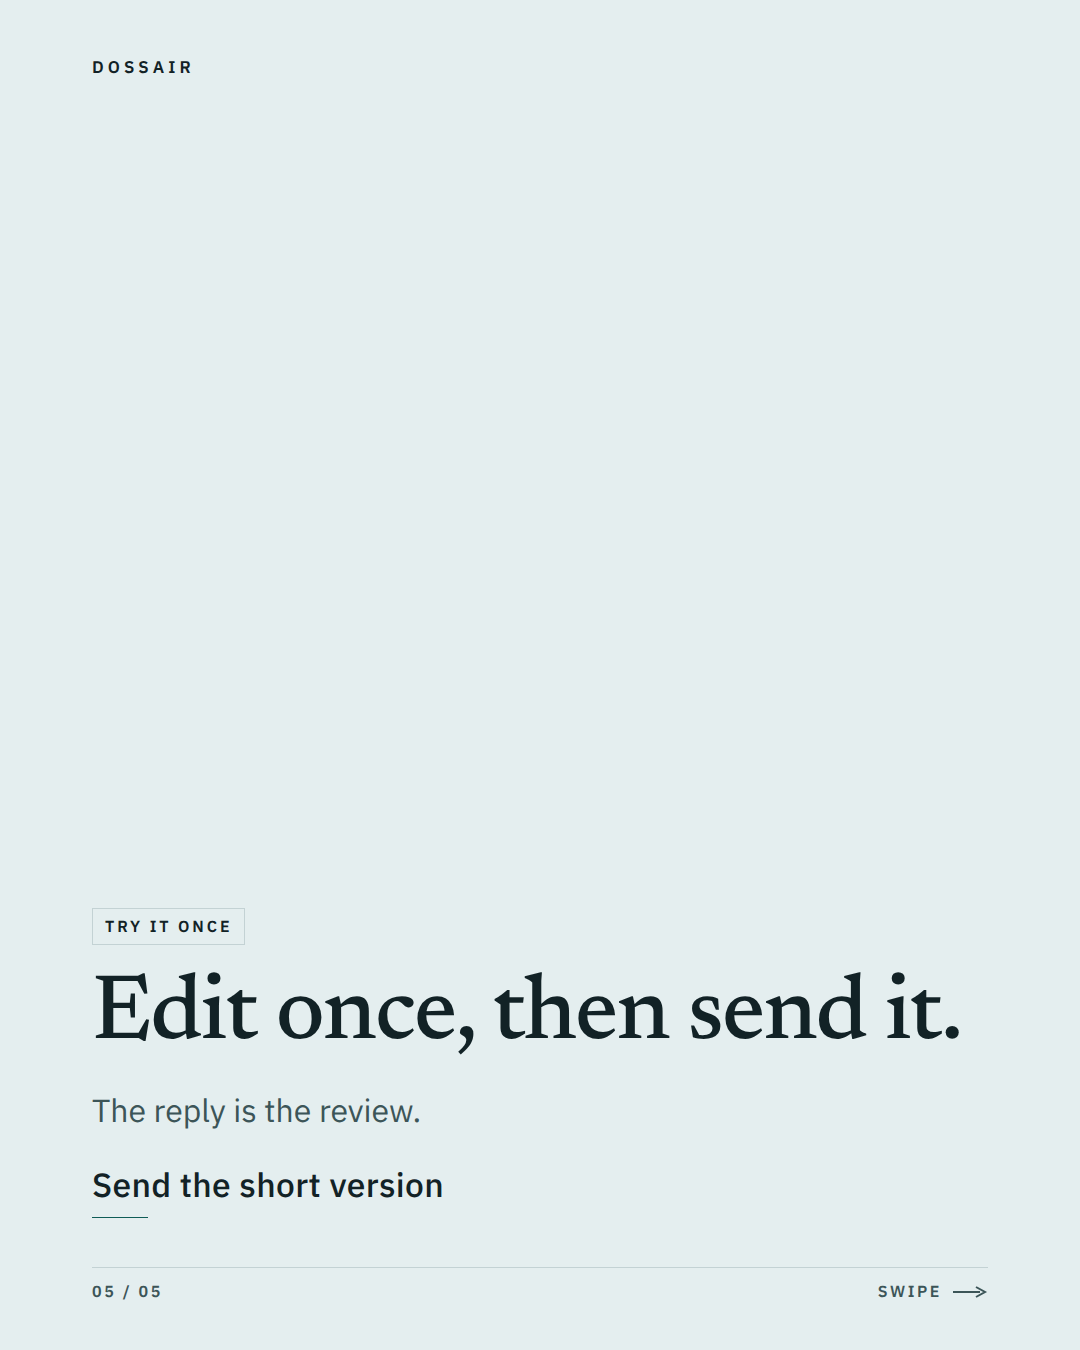 DOSSAIR
TRY IT ONCE
Edit once, then send it.
The reply is the review.
Send the short version
05 / 05
SWIPE